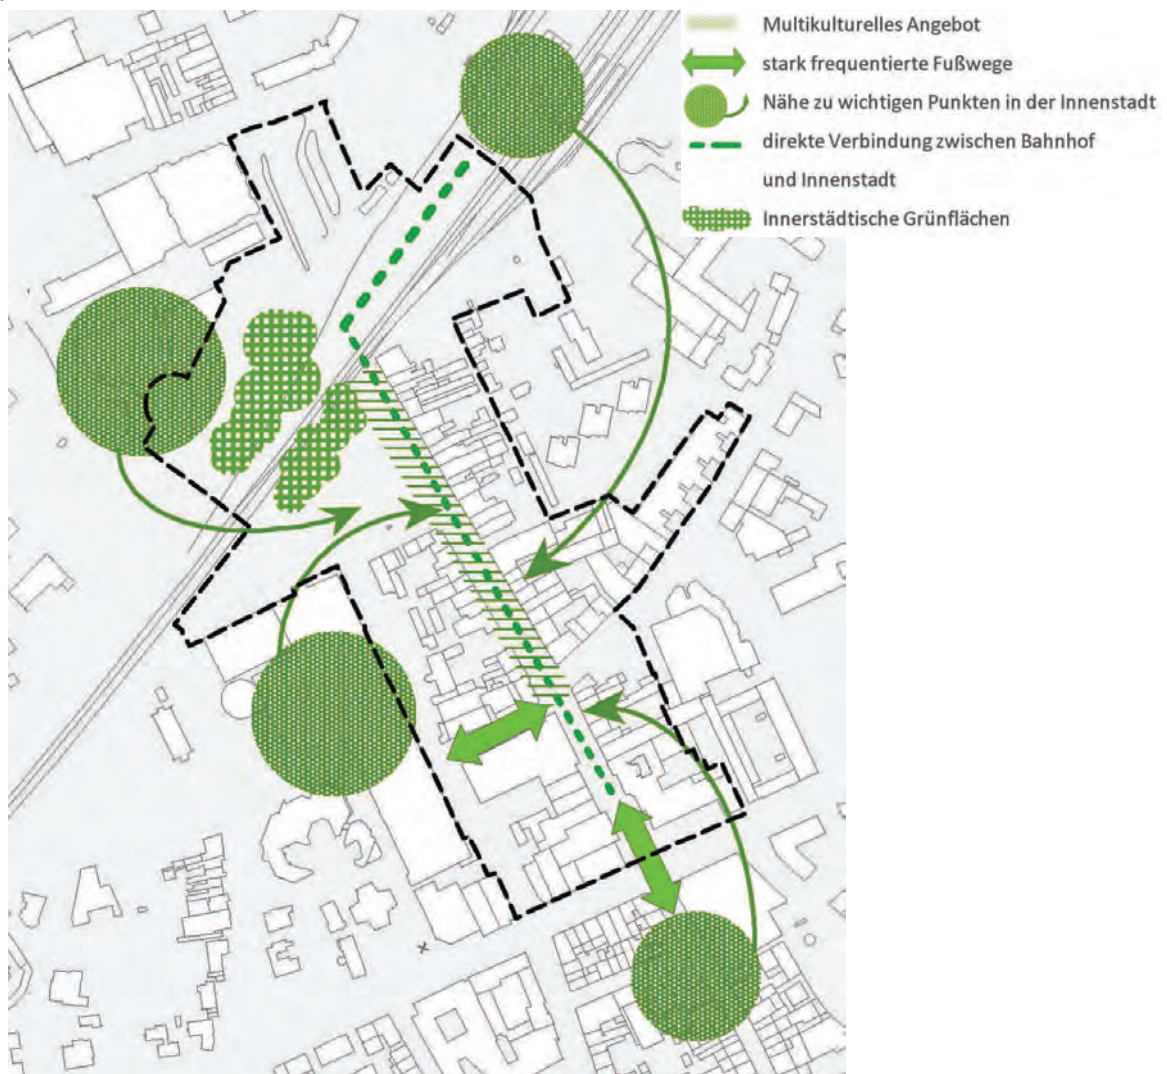 Multikulturelles Angebot
stark frequentierte Fußwege
Nähe zu wichtigen Punkten in der Innenstadt
direkte Verbindung zwischen Bahnhof
und Innenstadt
Innerstädtische Grünflächen